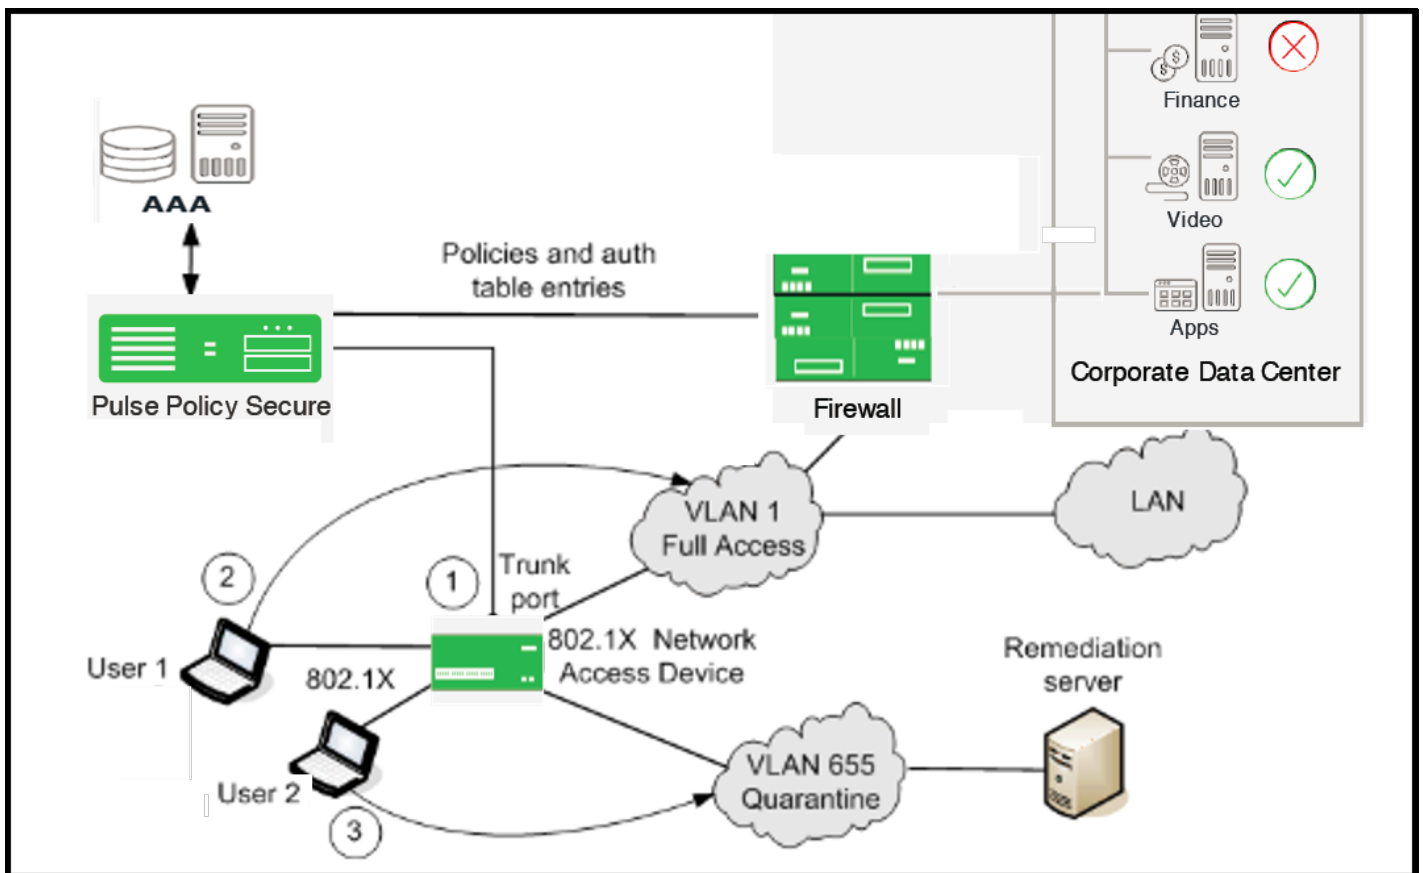 Finance
Video
Apps
Corporate Data Center
AAA
Policies and auth
table entries
Pulse Policy Secure
Firewall
VLAN 1
Full Access
LAN
2
1
Trunk
port
802.1X Network
Access Device
User 1
802.1X
Remediation
server
User 2
3
VLAN 655
Quarantine